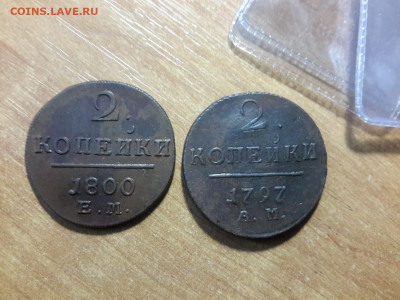 COINS.LAVE.RU
2
КОПЕЙКИ
1800
Е.М.
2
КОПЕЙКИ
1797
А.М.